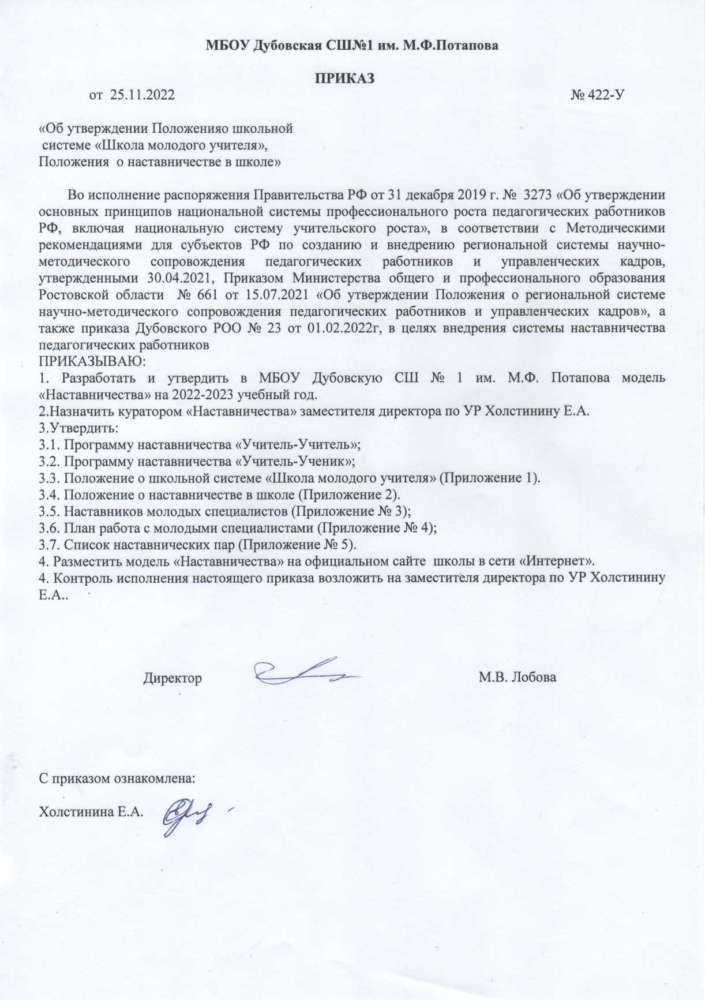 МБОУ Дубовская СШ№1 им. М.Ф.Потапова
ПРИКАЗ
от 25.11.2022 № 422-У
«Об утверждении Положенияо школьной
системе «Школа молодого учителя»,
Положения о наставничестве в школе»
Во исполнение распоряжения Правительства РФ от 31 декабря 2019 г. № 3273 «Об утверждении
основных принципов национальной системы профессионального роста педагогических работников
РФ, включая национальную систему учительского роста», в соответствии с Методическими
рекомендациями для субъектов РФ по созданию и внедрению региональной системы научно-
методического сопровождения педагогических работников и управленческих кадров,
утвержденными 30.04.2021, Приказом Министерства общего и профессионального образования
Ростовской области № 661 от 15.07.2021 «Об утверждении Положения о региональной системе
научно-методического сопровождения педагогических работников и управленческих кадров», а
также приказа Дубовского РОО № 23 от 01.02.2022г, в целях внедрения системы наставничества
педагогических работников
ПРИКАЗЫВАЮ:
1. Разработать и утвердить в МБОУ Дубовскую СШ № 1 им. М.Ф. Потапова модель
«Наставничества» на 2022-2023 учебный год.
2.Назначить куратором «Наставничества» заместителя директора по УР Холстинину Е.А.
3.Утвердить:
3.1. Программу наставничества «Учитель-Учитель»;
3.2. Программу наставничества «Учитель-Ученик»;
3.3. Положение о школьной системе «Школа молодого учителя» (Приложение 1).
3.4. Положение о наставничестве в школе (Приложение 2).
3.5. Наставников молодых специалистов (Приложение № 3);
3.6. План работа с молодыми специалистами (Приложение № 4);
3.7. Список наставнических пар (Приложение № 5).
4. Разместить модель «Наставничества» на официальном сайте школы в сети «Интернет».
4. Контроль исполнения настоящего приказа возложить на заместителя директора по УР Холстинину
Е.А..
Директор М.В. Лобова
С приказом ознакомлена:
Холстинина Е.А.